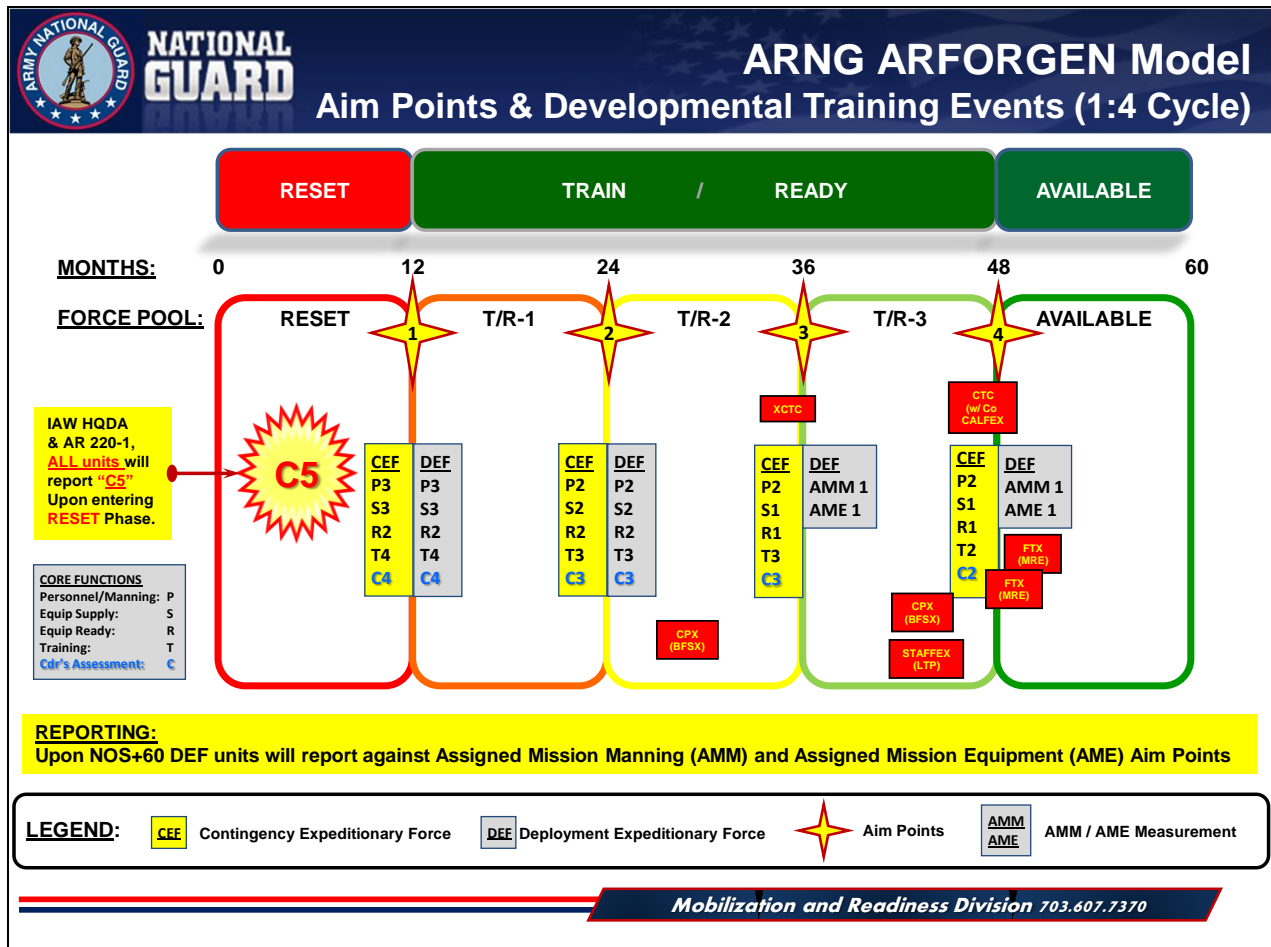 ARMY NATIONAL GUARD
NATIONAL
GUARD
ARNG ARFORGEN Model
Aim Points & Developmental Training Events (1:4 Cycle)
RESET
TRAIN / READY
AVAILABLE
MONTHS: 0 12 24 36 48 60
FORCE POOL: RESET T/R-1 T/R-2 T/R-3 AVAILABLE
1 2 3 4
IAW HQDA
& AR 220-1,
ALL units will
report “C5”
Upon entering
RESET Phase.
C5
CORE FUNCTIONS
Personnel/Manning: P
Equip Supply: S
Equip Ready: R
Training: T
Cdr's Assessment: C
CEF
P3
S3
R2
T4
C4
DEF
P3
S3
R2
T4
C4
CEF
P2
S2
R2
T3
C3
DEF
P2
S2
R2
T3
C3
CPX
(BFSX)
XCTC
CEF
P2
S1
R1
T3
C3
DEF
AMM 1
AME 1
CPX
(BFSX)
STAFFEX
(LTP)
CTC
(w/ Co
CALFEX
CEF
P2
S1
R1
T2
C2
DEF
AMM 1
AME 1
FTX
(MRE)
FTX
(MRE)
REPORTING:
Upon NOS+60 DEF units will report against Assigned Mission Manning (AMM) and Assigned Mission Equipment (AME) Aim Points
LEGEND:
CEF Contingency Expeditionary Force
DEF Deployment Expeditionary Force
Aim Points
AMM
AME
AMM / AME Measurement
Mobilization and Readiness Division 703.607.7370